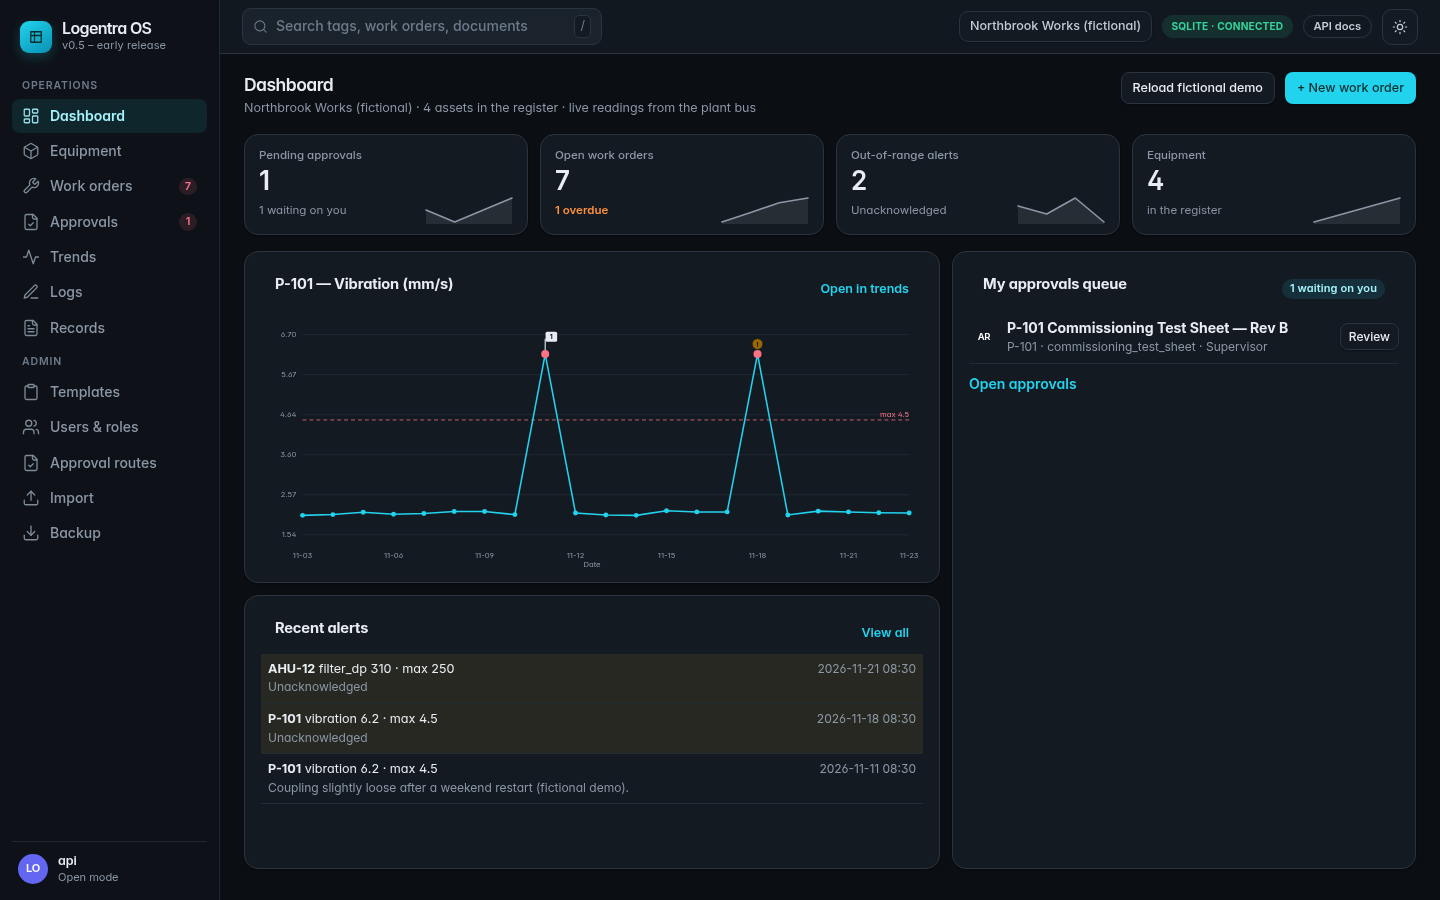 Logentra OS
v0.5 – early release
OPERATIONS
Dashboard
Equipment
Work orders 7
Approvals 1
Trends
Logs
Records
ADMIN
Templates
Users & roles
Approval routes
Import
Backup
LO
api
Open mode
Search tags, work orders, documents /
Northbrook Works (fictional)
SQLITE · CONNECTED
API docs
Dashboard
Northbrook Works (fictional) · 4 assets in the register · live readings from the plant bus
Reload fictional demo
+ New work order
Pending approvals
1
1 waiting on you
Open work orders
7
1 overdue
Out-of-range alerts
2
Unacknowledged
Equipment
4
in the register
P-101 — Vibration (mm/s)
Open in trends
6.70
5.67
4.64
3.60
2.57
1.54
1
!
max 4.5
11-03 11-06 11-09 11-12 11-15 11-18 11-21 11-23
Date
Recent alerts
View all
AHU-12 filter_dp 310 · max 250 2026-11-21 08:30
Unacknowledged
P-101 vibration 6.2 · max 4.5 2026-11-18 08:30
Unacknowledged
P-101 vibration 6.2 · max 4.5 2026-11-11 08:30
Coupling slightly loose after a weekend restart (fictional demo).
My approvals queue
1 waiting on you
AR
P-101 Commissioning Test Sheet — Rev B
P-101 · commissioning_test_sheet · Supervisor
Review
Open approvals